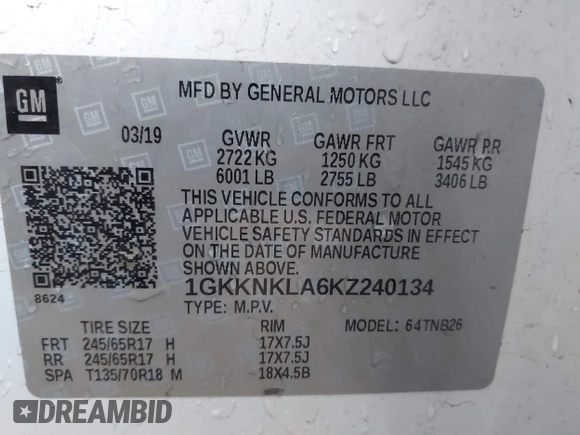 GM
MFD BY GENERAL MOTORS LLC
03/19 GVWR GAWR FRT GAWR RR
2722 KG 1250 KG 1545 KG
6001 LB 2755 LB 3406 LB
THIS VEHICLE CONFORMS TO ALL
APPLICABLE U.S. FEDERAL MOTOR
VEHICLE SAFETY STANDARDS IN EFFECT
ON THE DATE OF MANUFACTURE
SHOWN ABOVE.
8624
1GKKNKLA6KZ240134
TYPE: M.P.V.
TIRE SIZE RIM MODEL: 64TNB26
FRT 245/65R17 H 17X7.5J
RR 245/65R17 H 17X7.5J
SPA T135/70R18 M 18X4.5B
DREAMBID